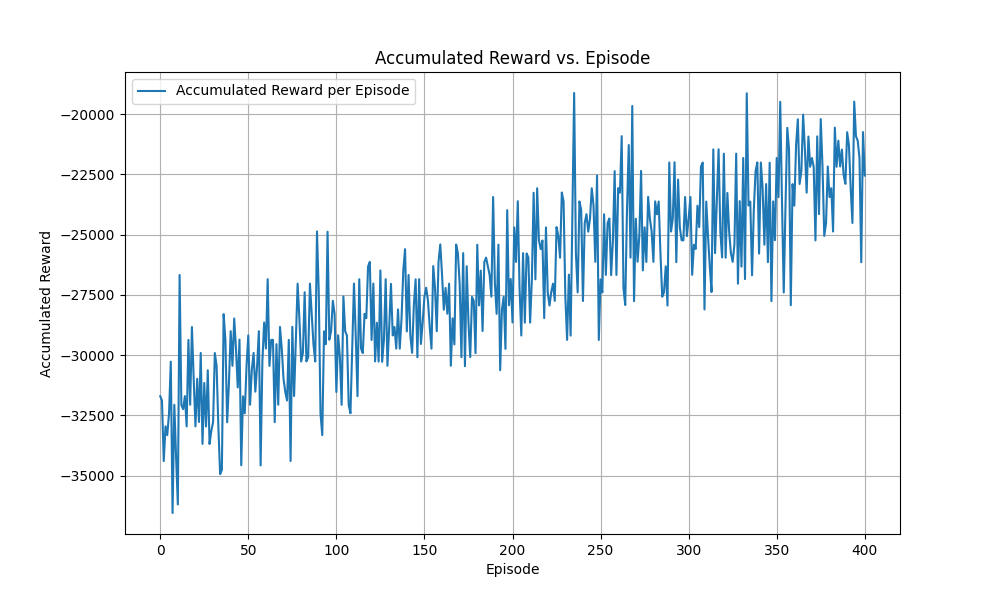 Accumulated Reward vs. Episode
Accumulated Reward per Episode
Accumulated Reward
−20000
−22500
−25000
−27500
−30000
−32500
−35000
0 50 100 150 200 250 300 350 400
Episode